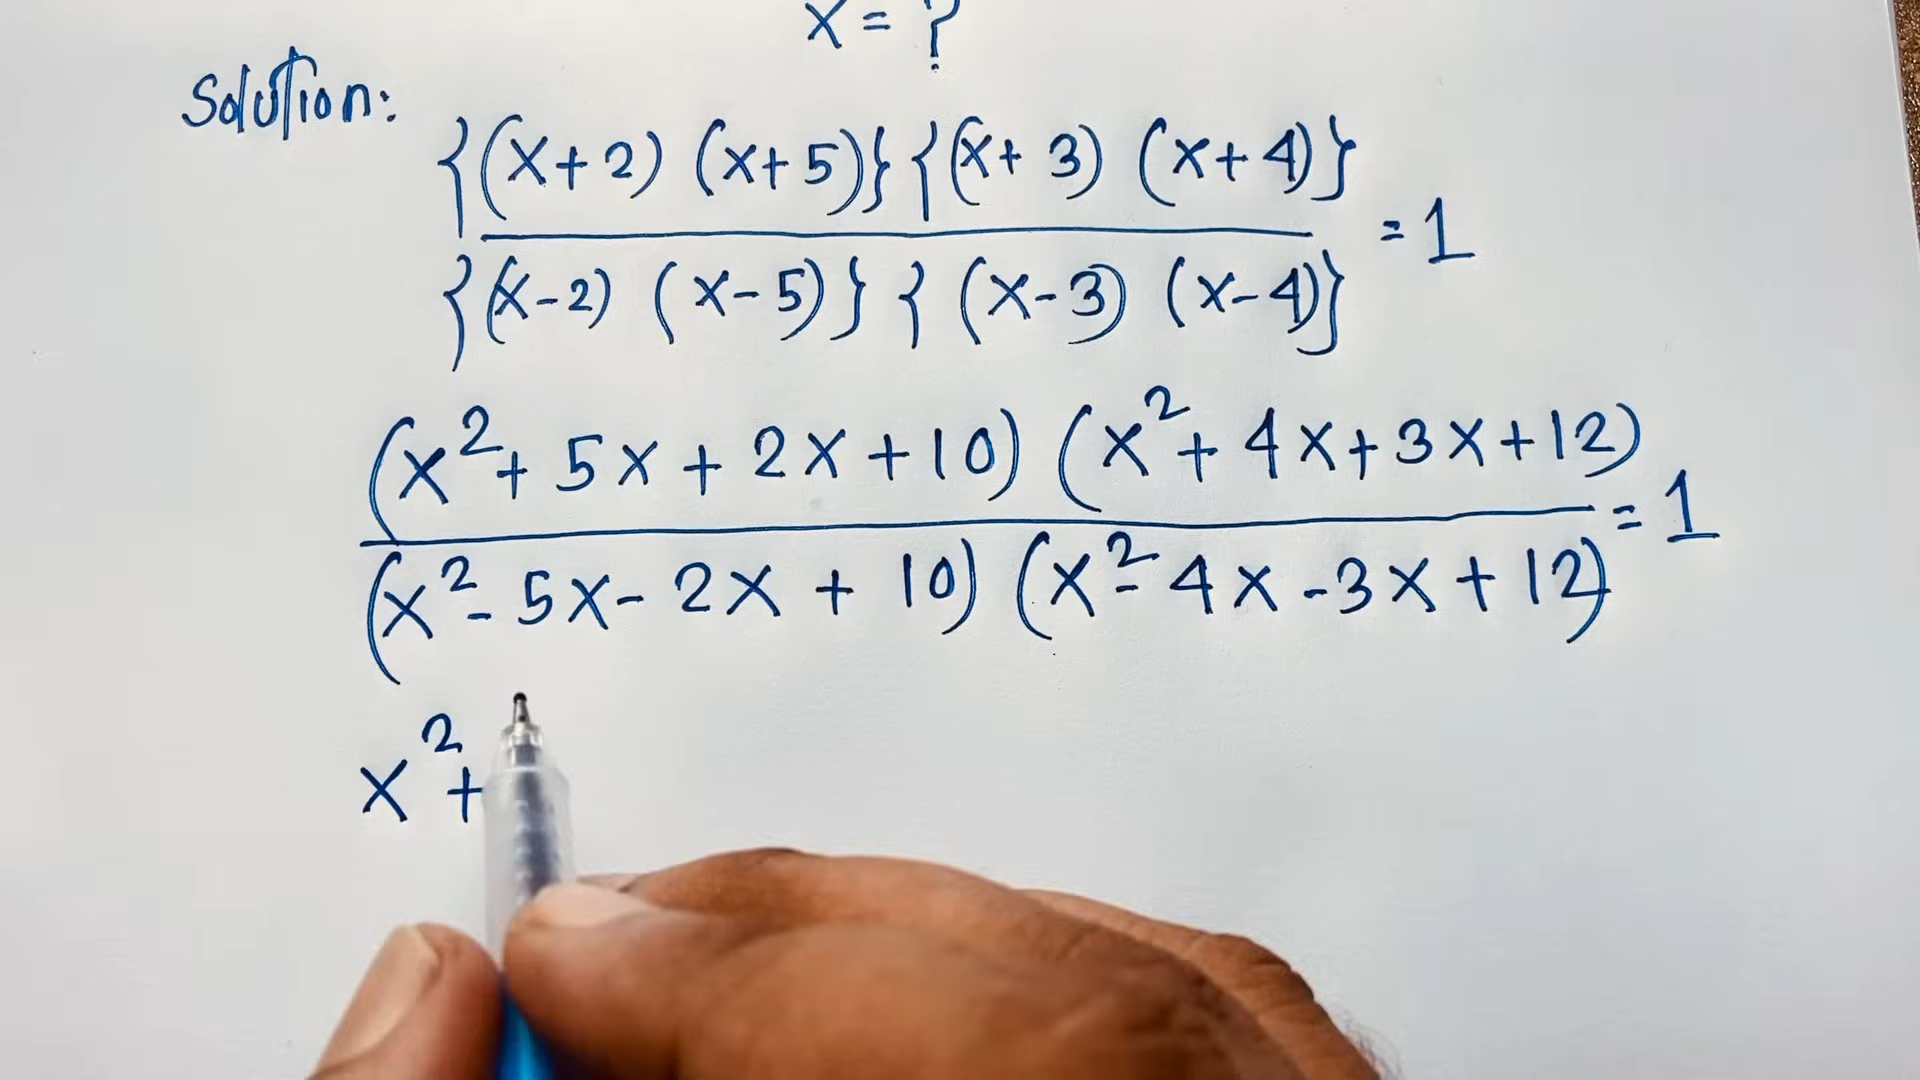 x = ?
Solution:
{(x+2) (x+5)} {(x+3) (x+4)}
= 1
{(x-2) (x-5)} { (x-3) (x-4)}
(x²+ 5x + 2x + 10) (x²+ 4x + 3x + 12)
= 1
(x²- 5x - 2x + 10) (x²- 4x - 3x + 12)
x²+